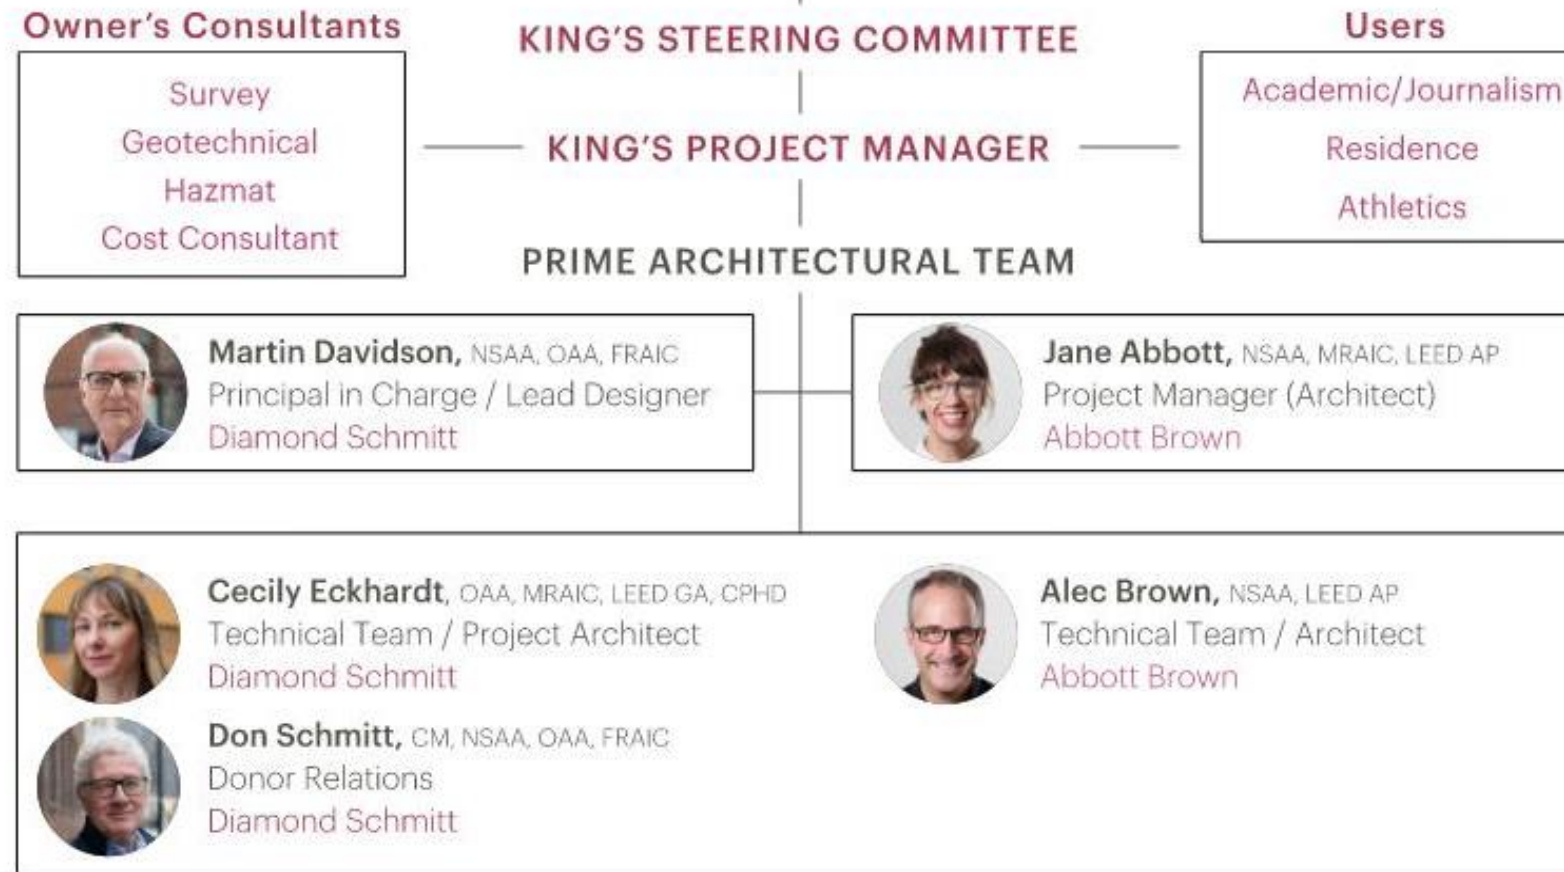 Owner's Consultants
Survey
Geotechnical
Hazmat
Cost Consultant
KING'S STEERING COMMITTEE
KING'S PROJECT MANAGER
PRIME ARCHITECTURAL TEAM
Users
Academic/Journalism
Residence
Athletics
Martin Davidson, NSAA, OAA, FRAIC
Principal in Charge / Lead Designer
Diamond Schmitt
Jane Abbott, NSAA, MRAIC, LEED AP
Project Manager (Architect)
Abbott Brown
Cecily Eckhardt, OAA, MRAIC, LEED GA, CPHD
Technical Team / Project Architect
Diamond Schmitt
Don Schmitt, CM, NSAA, OAA, FRAIC
Donor Relations
Diamond Schmitt
Alec Brown, NSAA, LEED AP
Technical Team / Architect
Abbott Brown